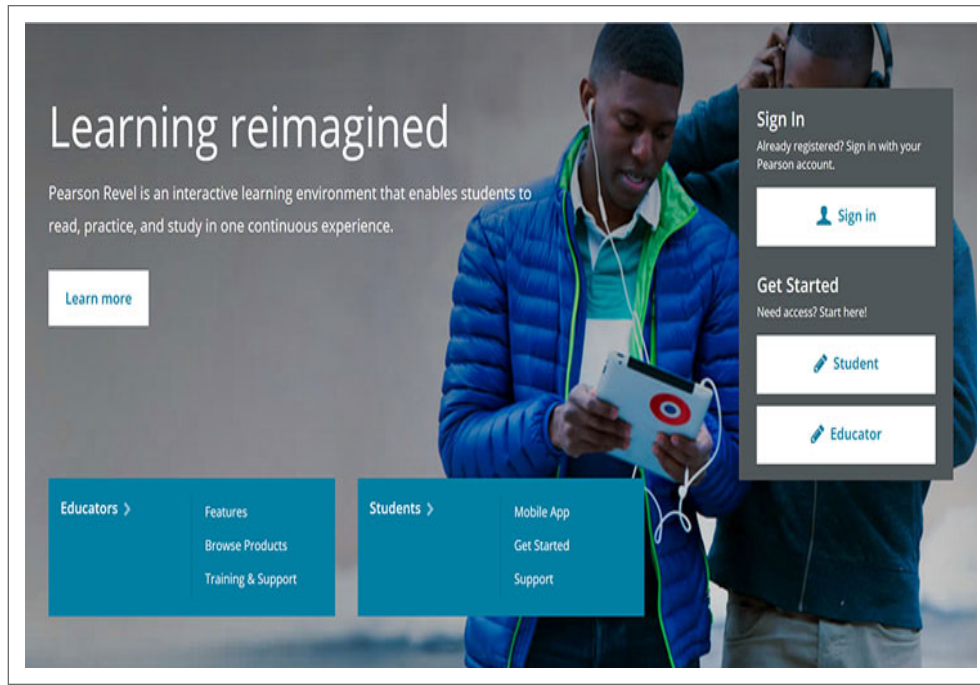 Learning reimagined
Pearson Revel is an interactive learning environment that enables students to
read, practice, and study in one continuous experience.
Learn more
Sign In
Already registered? Sign in with your
Pearson account.
Sign in
Get Started
Need access? Start here!
Student
Educator
Educators
Features
Browse Products
Training & Support
Students
Mobile App
Get Started
Support